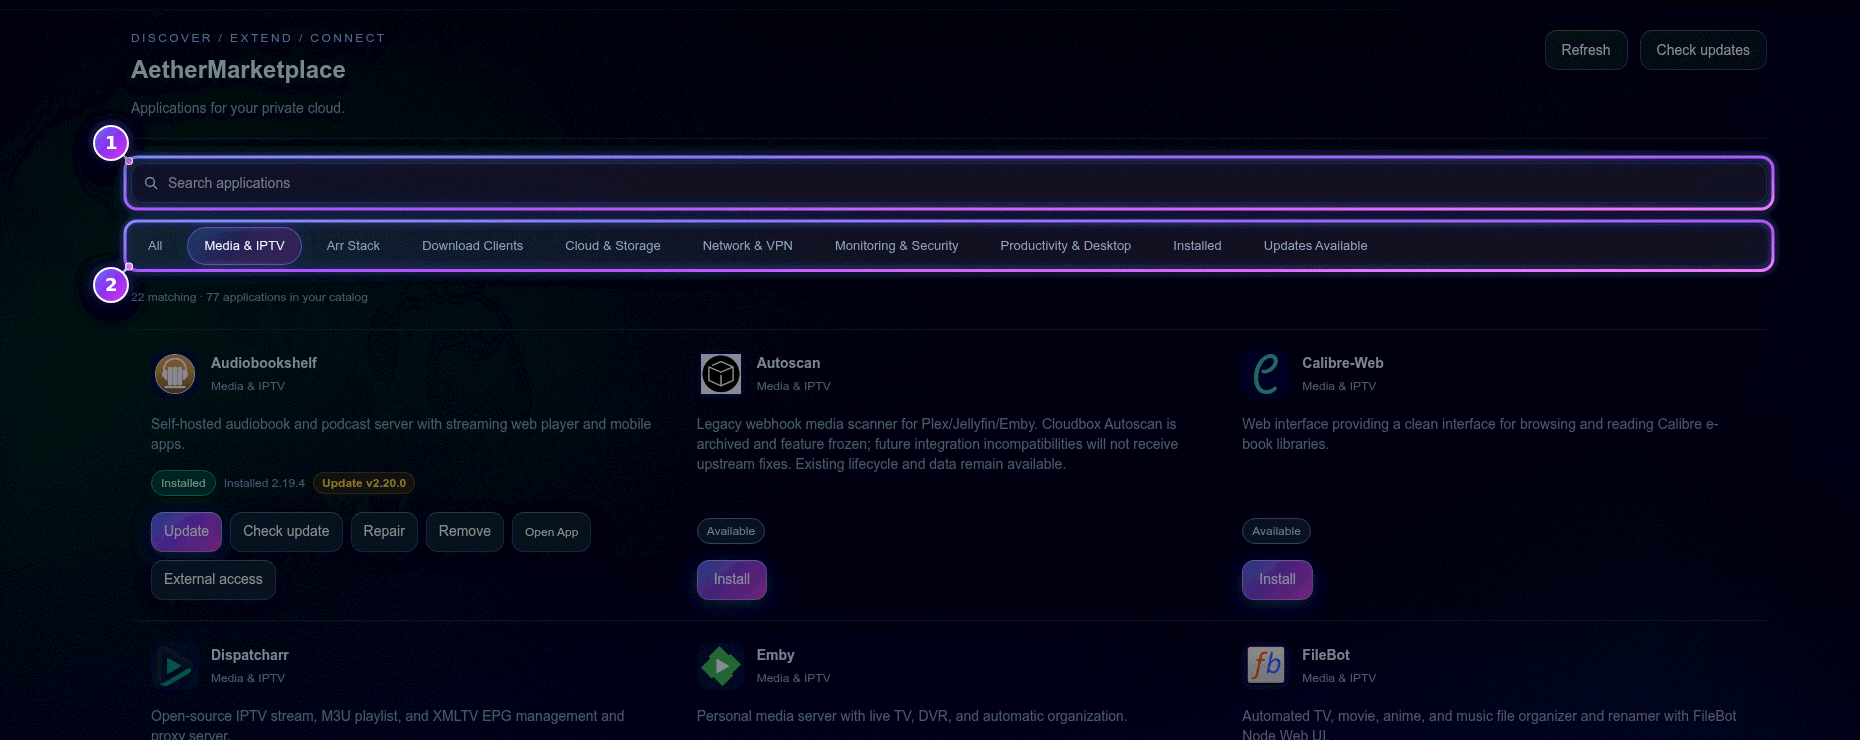 DISCOVER / EXTEND / CONNECT
AetherMarketplace
Applications for your private cloud.
Refresh
Check updates
1
Search applications
2
All
Media & IPTV
Arr Stack
Download Clients
Cloud & Storage
Network & VPN
Monitoring & Security
Productivity & Desktop
Installed
Updates Available
22 matching · 77 applications in your catalog
Audiobookshelf
Media & IPTV
Self-hosted audiobook and podcast server with streaming web player and mobile
apps.
Installed
Installed 2.19.4
Update v2.20.0
Update
Check update
Repair
Remove
Open App
External access
Autoscan
Media & IPTV
Legacy webhook media scanner for Plex/Jellyfin/Emby. Cloudbox Autoscan is
archived and feature frozen; future integration incompatibilities will not receive
upstream fixes. Existing lifecycle and data remain available.
Available
Install
Calibre-Web
Media & IPTV
Web interface providing a clean interface for browsing and reading Calibre e-
book libraries.
Available
Install
Dispatcharr
Media & IPTV
Open-source IPTV stream, M3U playlist, and XMLTV EPG management and
proxy server.
Emby
Media & IPTV
Personal media server with live TV, DVR, and automatic organization.
fb
FileBot
Media & IPTV
Automated TV, movie, anime, and music file organizer and renamer with FileBot
Node Web UI